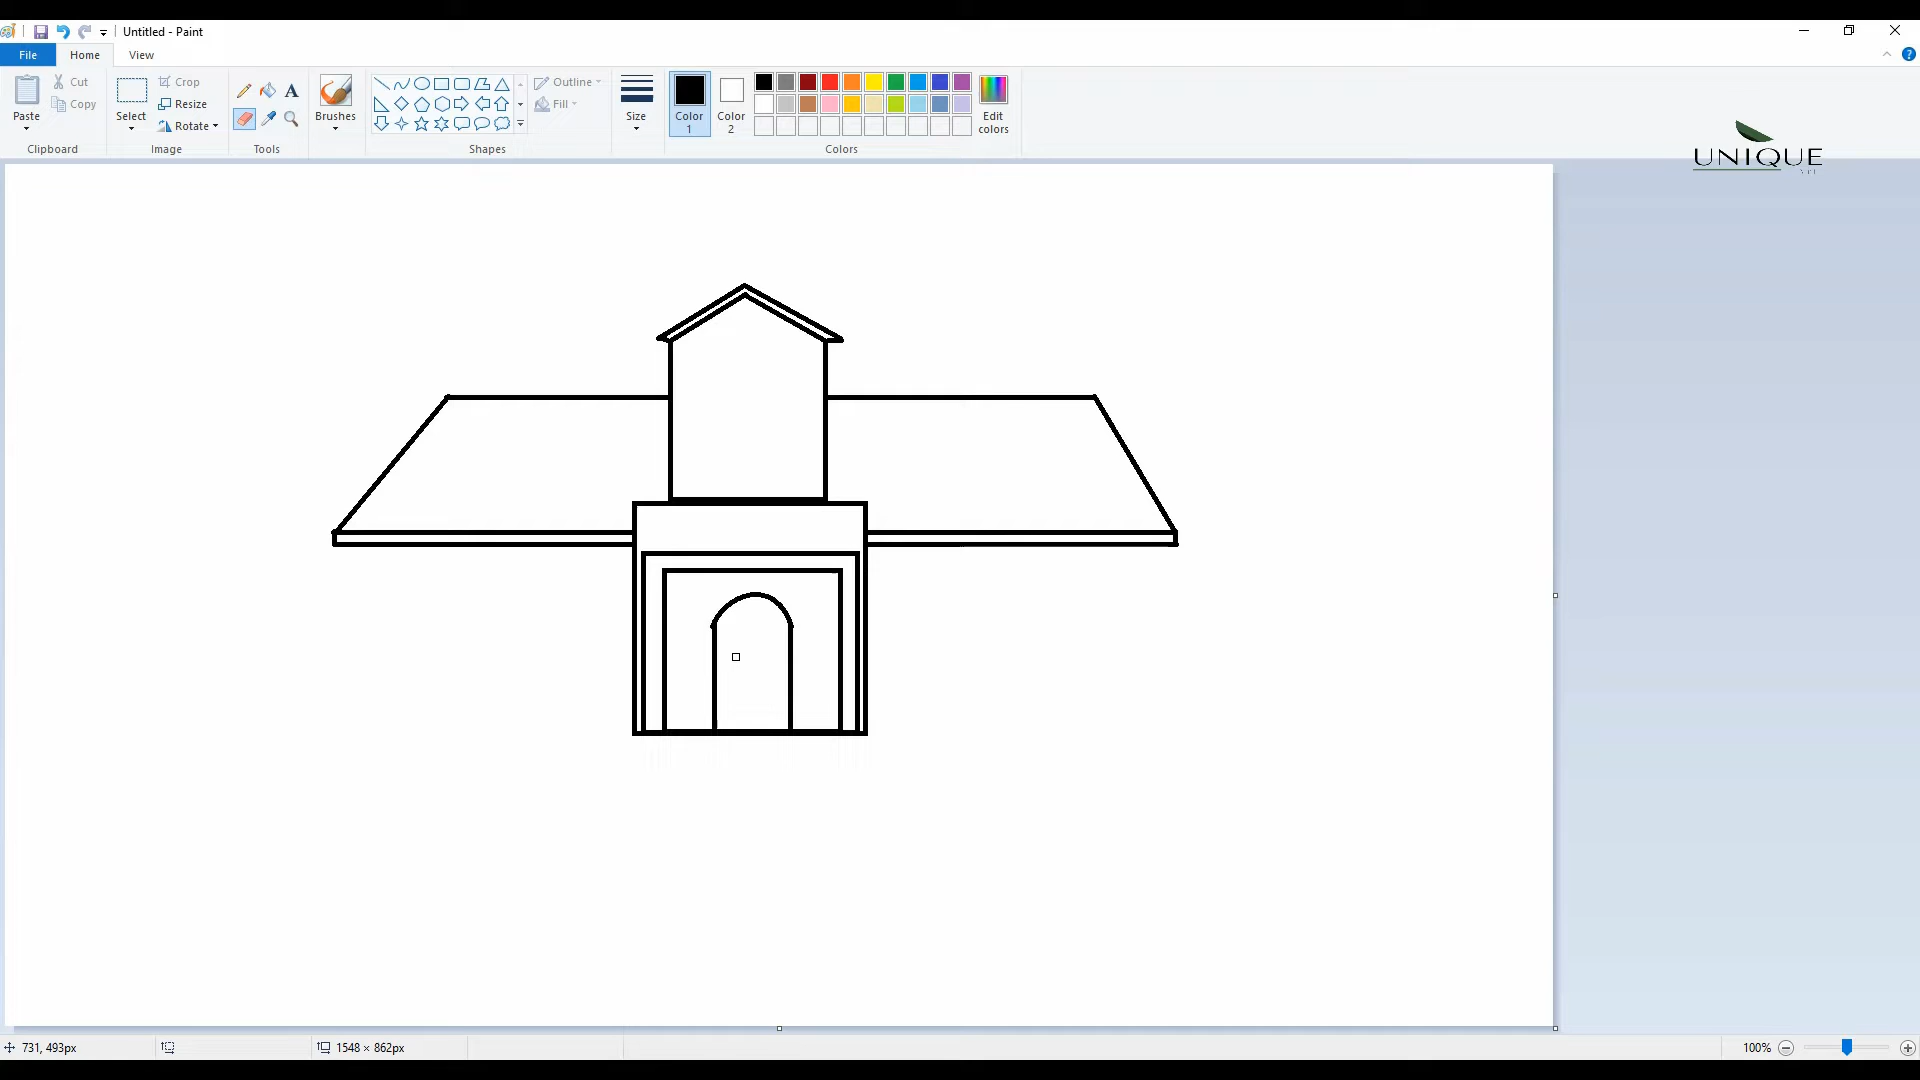 Untitled - Paint
File Home View
Paste Cut Copy
Select Crop Resize Rotate
A
Brushes
Outline Fill
Size
Color 1 Color 2
Edit colors
Clipboard Image Tools Shapes Colors
UNIQUE
731, 493px 1548 × 862px 100%